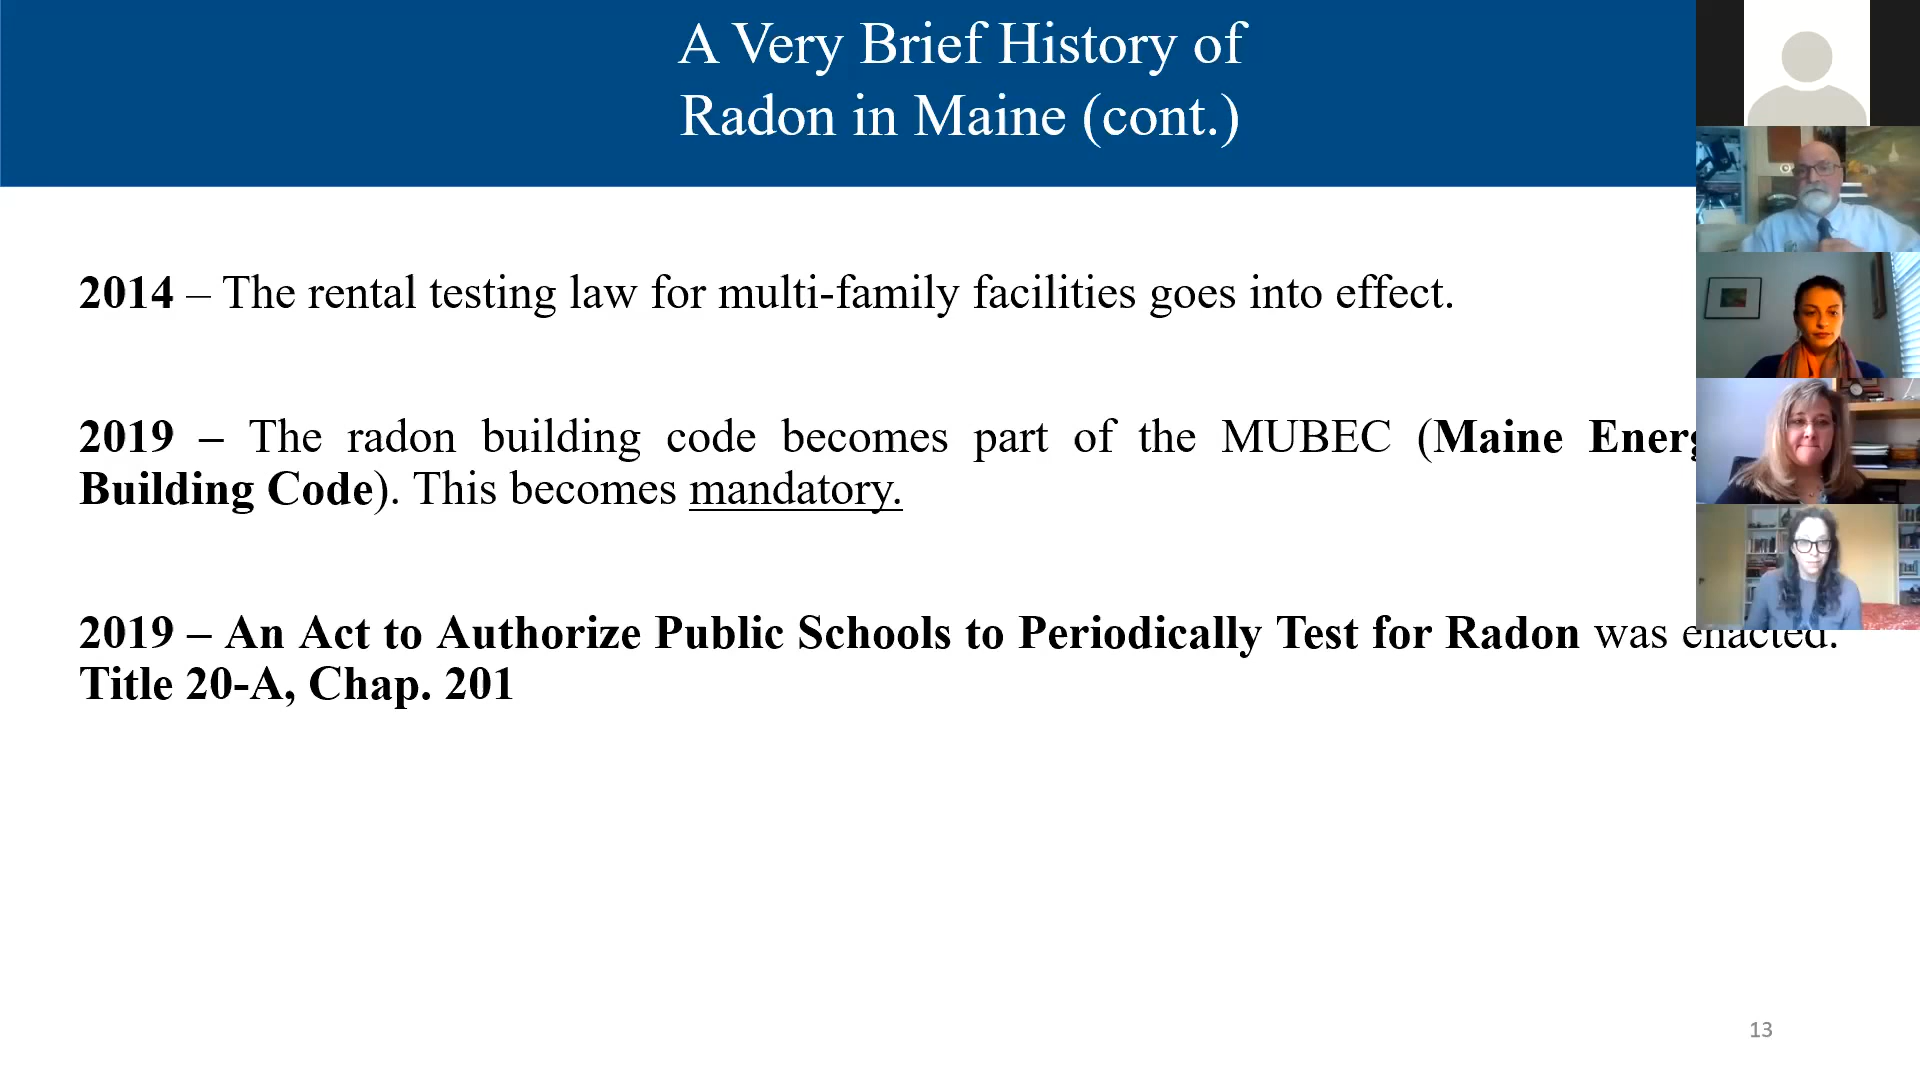 A Very Brief History of
Radon in Maine (cont.)
2014 – The rental testing law for multi-family facilities goes into effect.
2019 – The radon building code becomes part of the MUBEC (Maine Energ
Building Code). This becomes mandatory.
2019 – An Act to Authorize Public Schools to Periodically Test for Radon was enacted.
Title 20-A, Chap. 201
13